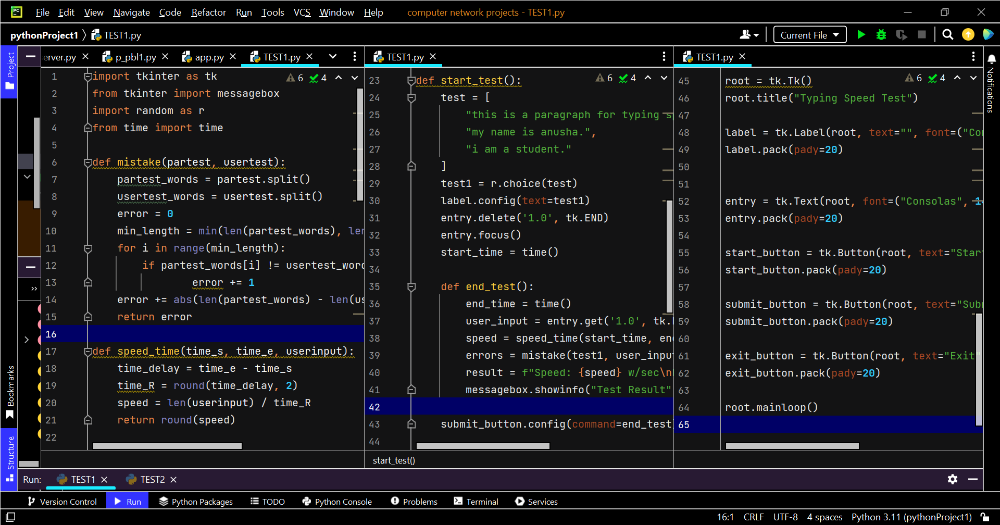 PC File Edit View Navigate Code Refactor Run Tools VCS Window Help computer network projects - TEST1.py
pythonProject1 TEST1.py Current File
Project
erver.py p_pbl1.py app.py TEST1.py
1 import tkinter as tk
2 from tkinter import messagebox
3 import random as r
4 from time import time
5
6 def mistake(partest, usertest):
7 partest_words = partest.split()
8 usertest_words = usertest.split()
9 error = 0
10 min_length = min(len(partest_words), len
11 for i in range(min_length):
12 if partest_words[i] != usertest_word
13 error += 1
14 error += abs(len(partest_words) - len(us
15 return error
16
17 def speed_time(time_s, time_e, userinput):
18 time_delay = time_e - time_s
19 time_R = round(time_delay, 2)
20 speed = len(userinput) / time_R
21 return round(speed)
22
6 4
TEST1.py
23 def start_test():
24 test = [
25 "this is a paragraph for typing sp
26 "my name is anusha.",
27 "i am a student."
28 ]
29 test1 = r.choice(test)
30 label.config(text=test1)
31 entry.delete('1.0', tk.END)
32 entry.focus()
33 start_time = time()
34
35 def end_test():
36 end_time = time()
37 user_input = entry.get('1.0', tk.
38 speed = speed_time(start_time, end
39 errors = mistake(test1, user_input
40 result = f"Speed: {speed} w/sec\n
41 messagebox.showinfo("Test Result"
42
43 submit_button.config(command=end_test
44
6 4
start_test()
TEST1.py
45 root = tk.Tk()
46 root.title("Typing Speed Test")
47
48 label = tk.Label(root, text="", font=("Con
49 label.pack(pady=20)
50
51
52 entry = tk.Text(root, font=("Consolas", 1
53 entry.pack(pady=20)
54
55 start_button = tk.Button(root, text="Star
56 start_button.pack(pady=20)
57
58 submit_button = tk.Button(root, text="Sub
59 submit_button.pack(pady=20)
60
61 exit_button = tk.Button(root, text="Exit"
62 exit_button.pack(pady=20)
63
64 root.mainloop()
65
6 4
Notifications
Bookmarks
Structure
Run: TEST1 TEST2
Version Control Run Python Packages TODO Python Console Problems Terminal Services
16:1 CRLF UTF-8 4 spaces Python 3.11 (pythonProject1)